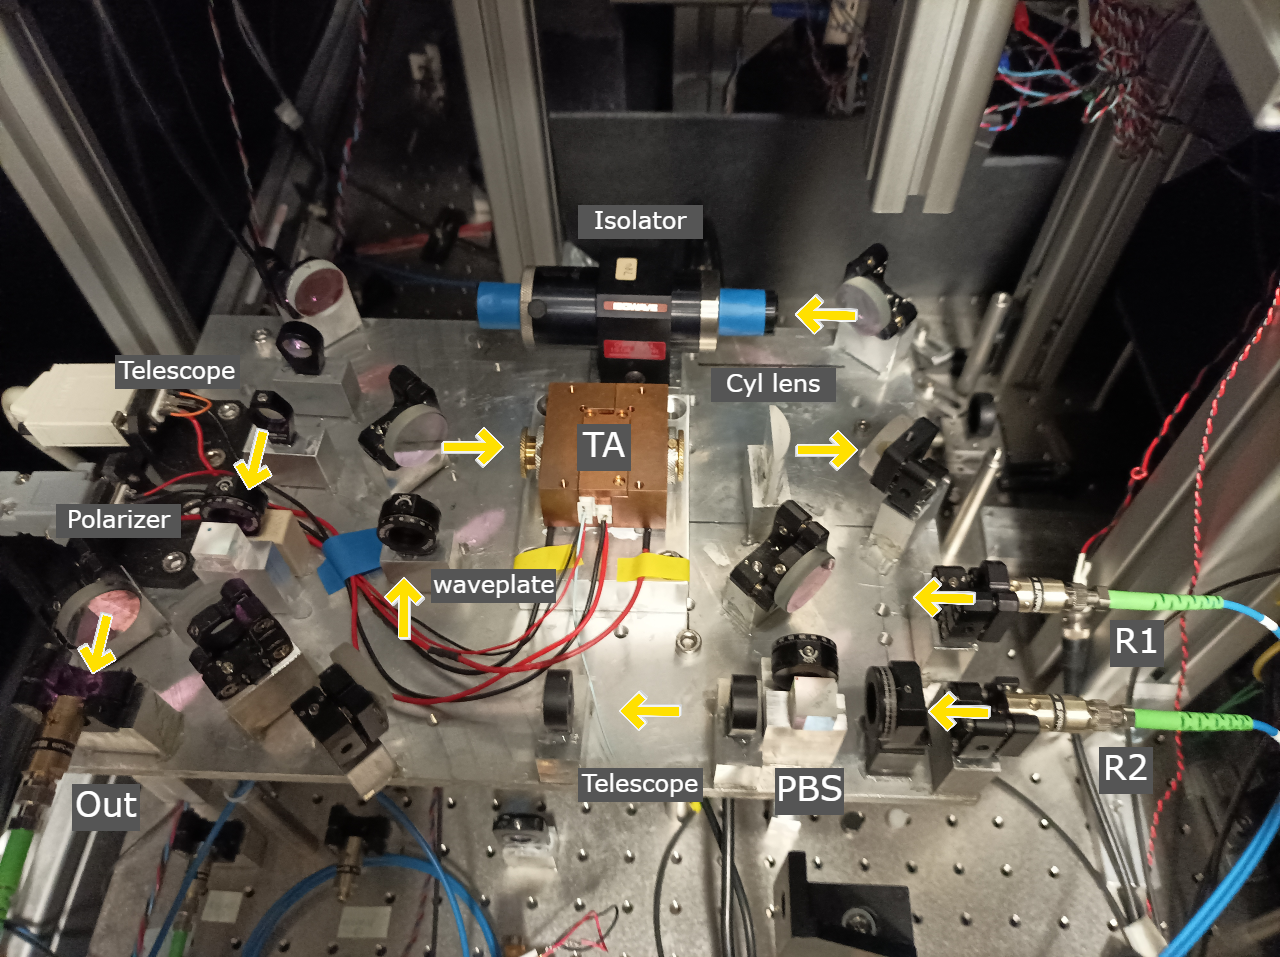 Isolator
Telescope
Cyl lens
TA
Polarizer
waveplate
R1
R2
Telescope
PBS
Out